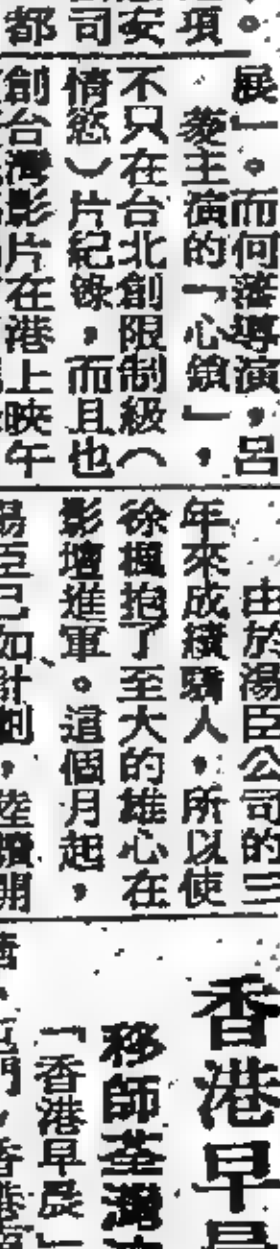 項。
安
司
都
展」。而何藩導演，呂
菱主演的「心鎖」，
不只在台北創限制級（
情慾）片紀錄，而且也
創台灣影片在港上映午
由於湯臣公司的三
年來成績驕人，所以使
徐楓抱了至大的雄心在
影壇進軍。這個月起，
湯臣已如計劃，陸續開
香港早晨
移師荃灣
「香港早晨」